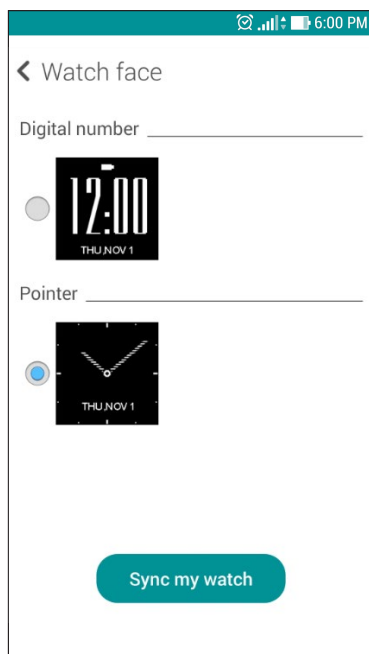 6:00 PM
Watch face
Digital number
12:00
THU,NOV 1
Pointer
THU,NOV 1
Sync my watch